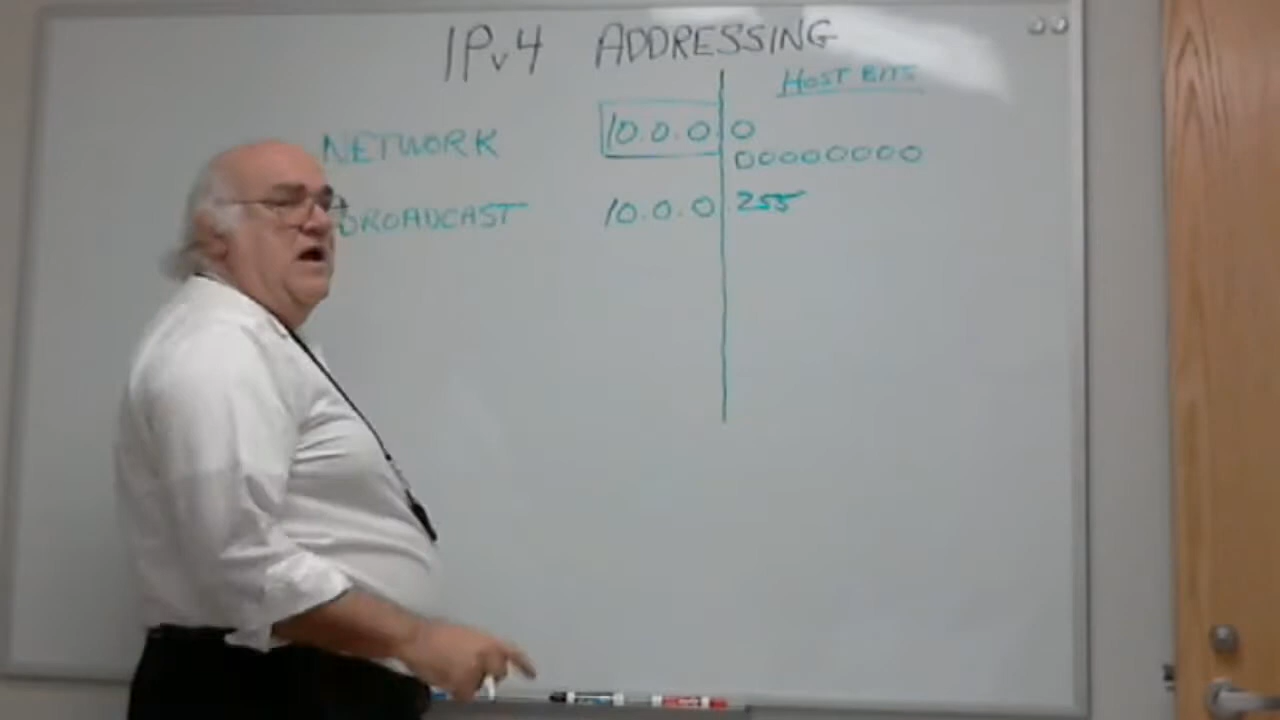 IPv4 ADDRESSING
HOST BITS
NETWORK 10.0.0 0
00000000
BROADCAST 10.0.0 255